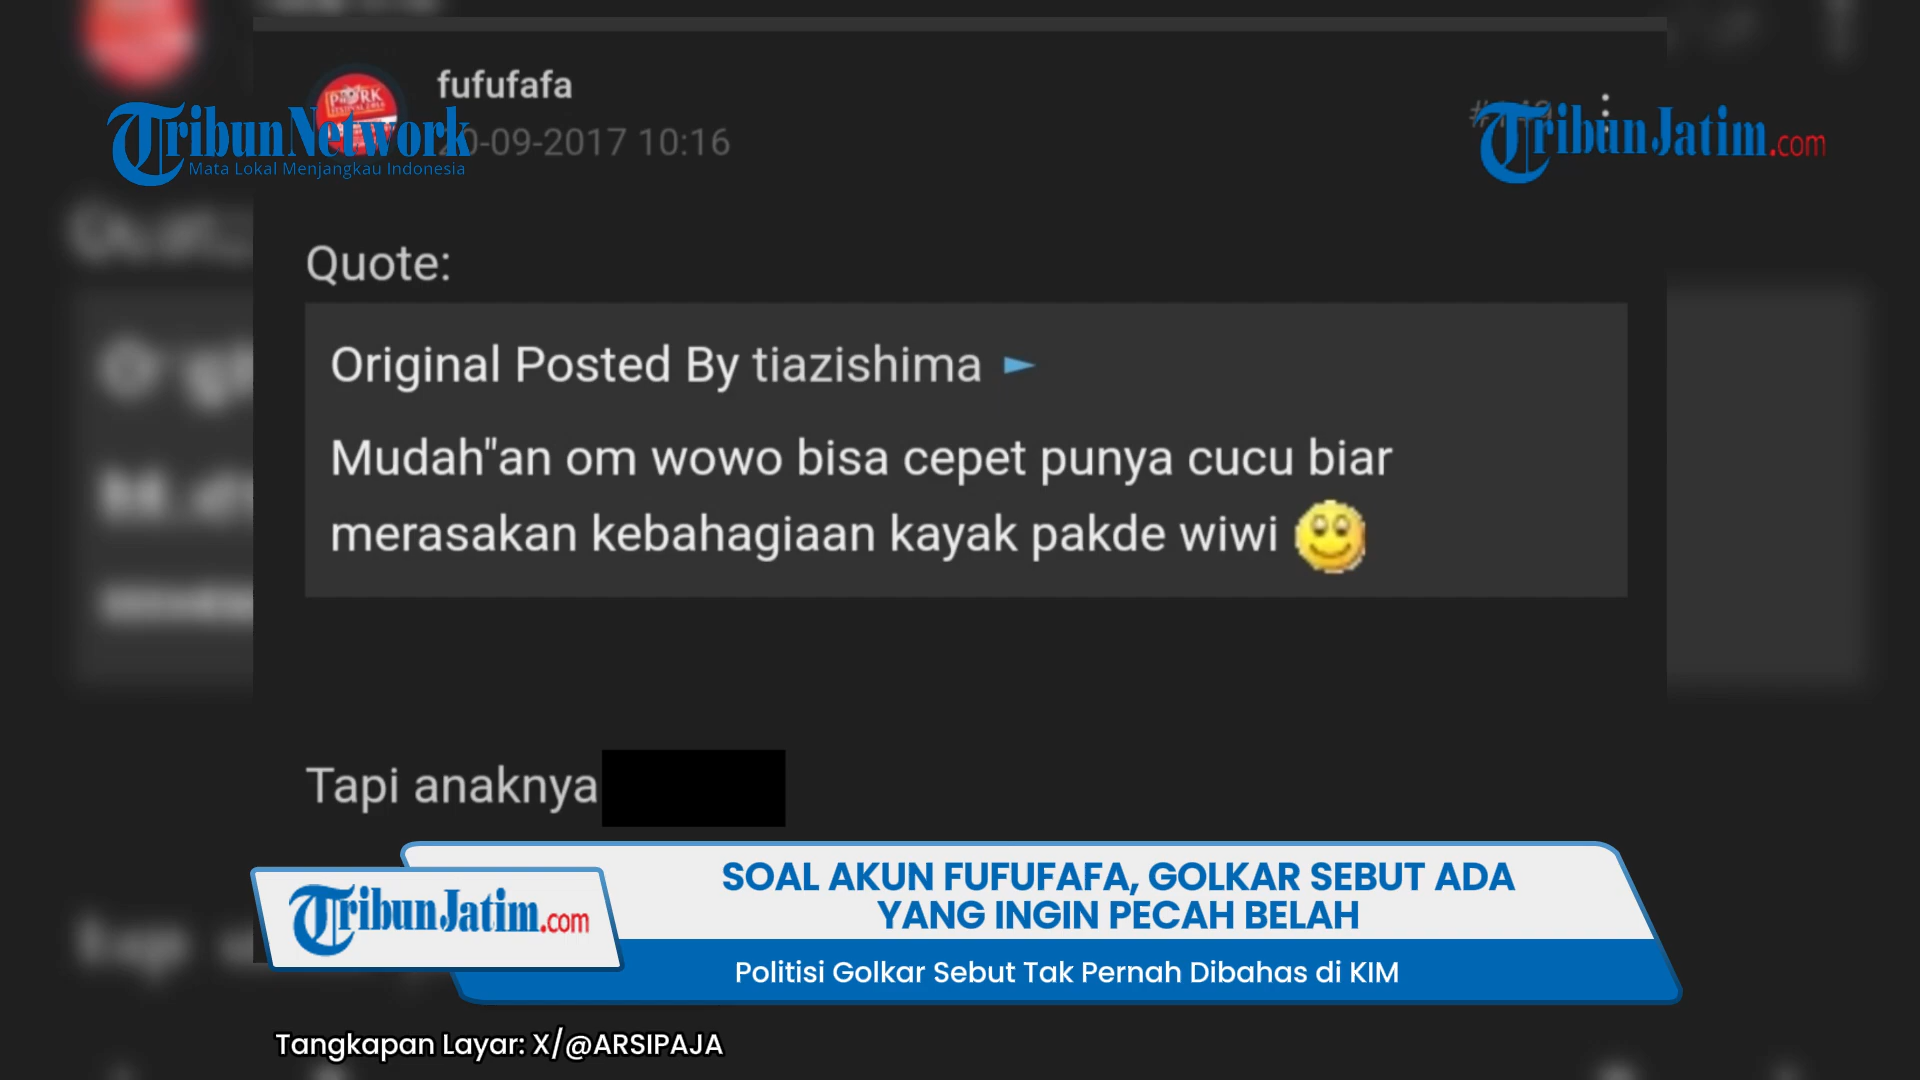 fufufafa
20-09-2017 10:16
TribunNetwork
Mata Lokal Menjangkau Indonesia
TribunJatim.com
Quote:
Original Posted By tiazishima
Mudah"an om wowo bisa cepet punya cucu biar
merasakan kebahagiaan kayak pakde wiwi
Tapi anaknya
SOAL AKUN FUFUFAFA, GOLKAR SEBUT ADA
YANG INGIN PECAH BELAH
TribunJatim.com
Politisi Golkar Sebut Tak Pernah Dibahas di KIM
Tangkapan Layar: X/@ARSIPAJA